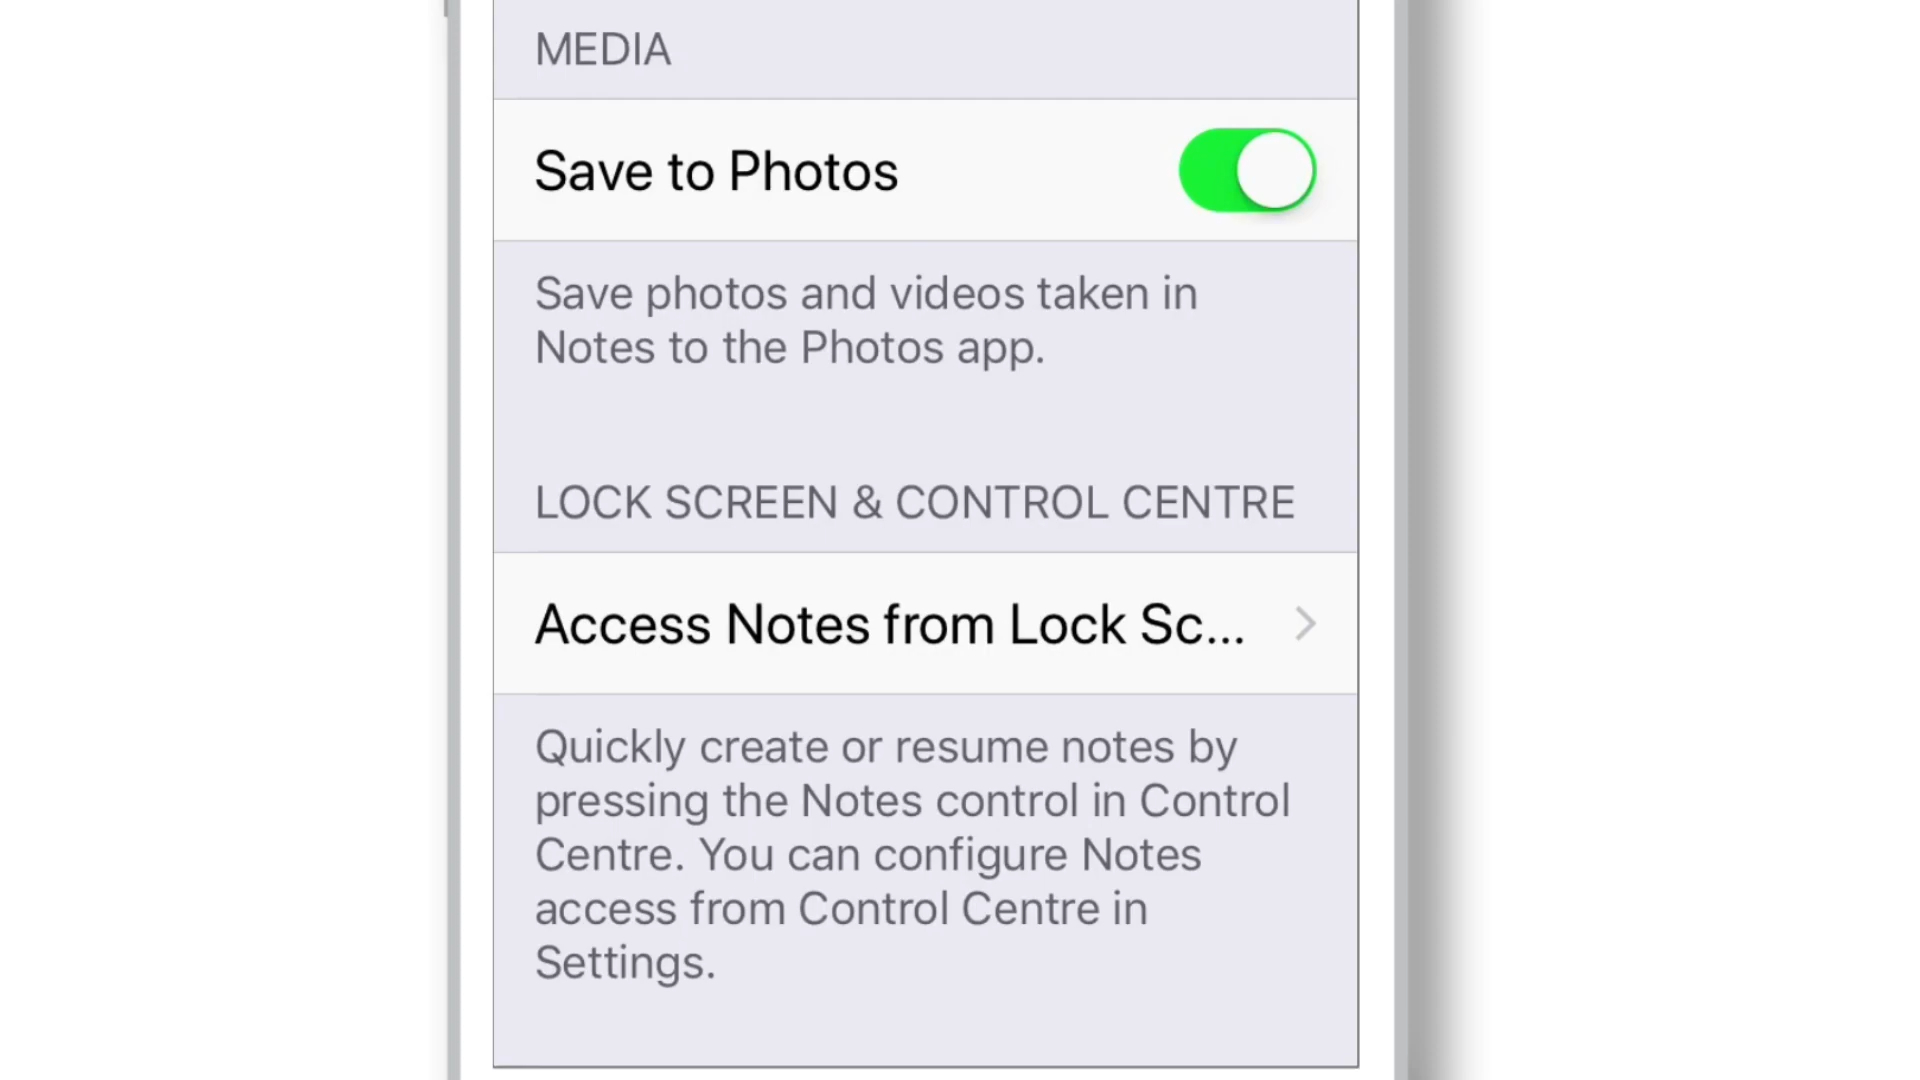 MEDIA
Save to Photos
Save photos and videos taken in
Notes to the Photos app.
LOCK SCREEN & CONTROL CENTRE
Access Notes from Lock Sc...
Quickly create or resume notes by
pressing the Notes control in Control
Centre. You can configure Notes
access from Control Centre in
Settings.